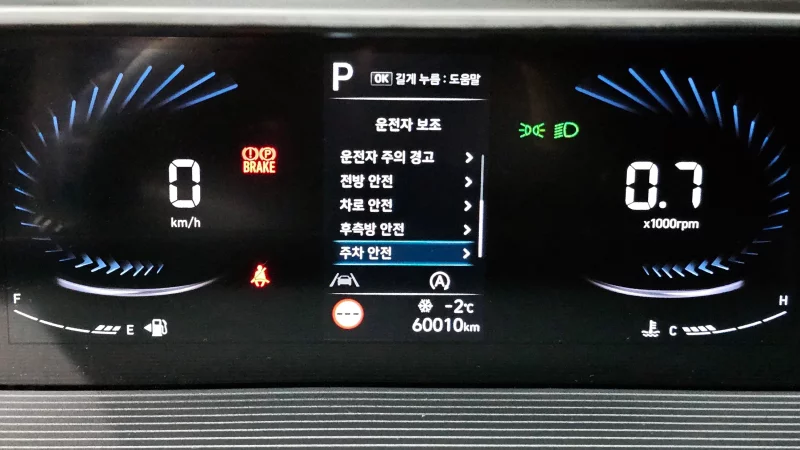 P OK 길게 누름 : 도움말
운전자 보조
운전자 주의 경고
전방 안전
차로 안전
후측방 안전
주차 안전
P
BRAKE
0
km/h
0.7
x1000rpm
A
-2℃
60010km
F
E
H
C